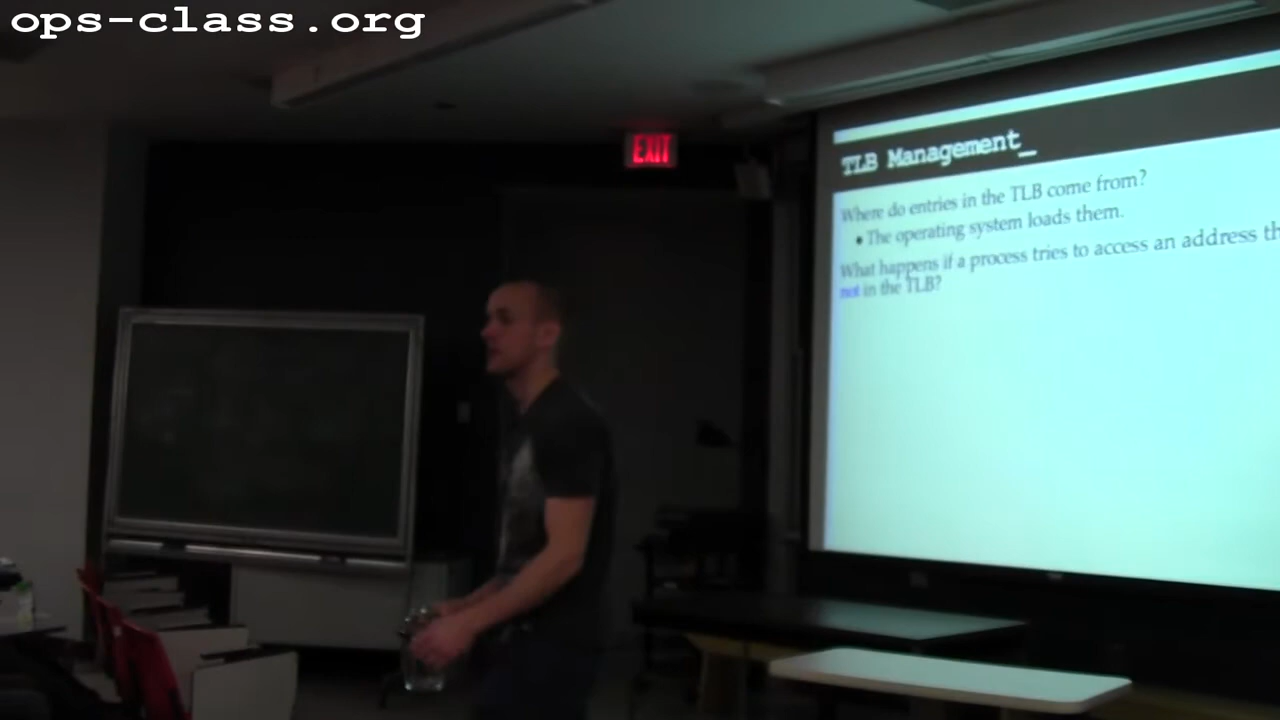 ops-class.org
EXIT
TLB Management_
Where do entries in the TLB come from?
• The operating system loads them.
What happens if a process tries to access an address th
not in the TLB?